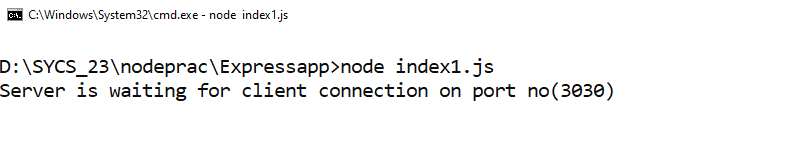 C:\Windows\System32\cmd.exe - node index1.js
D:\SYCS_23\nodeprac\Expressapp>node index1.js
Server is waiting for client connection on port no(3030)